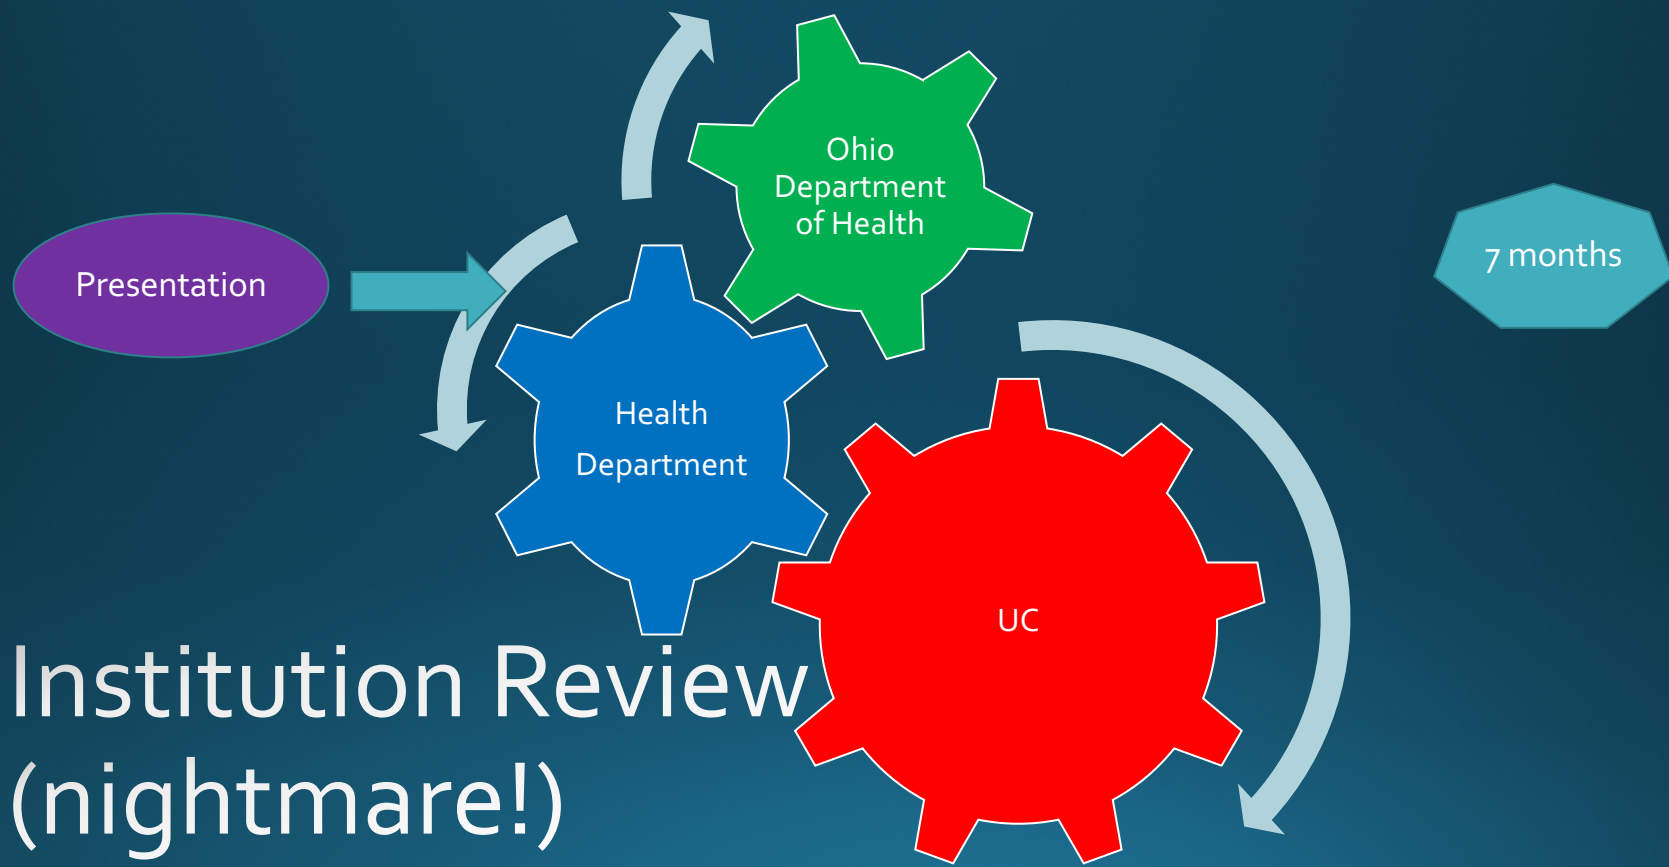 Ohio
Department
of Health
Presentation
7 months
Health
Department
UC
Institution Review
(nightmare!)